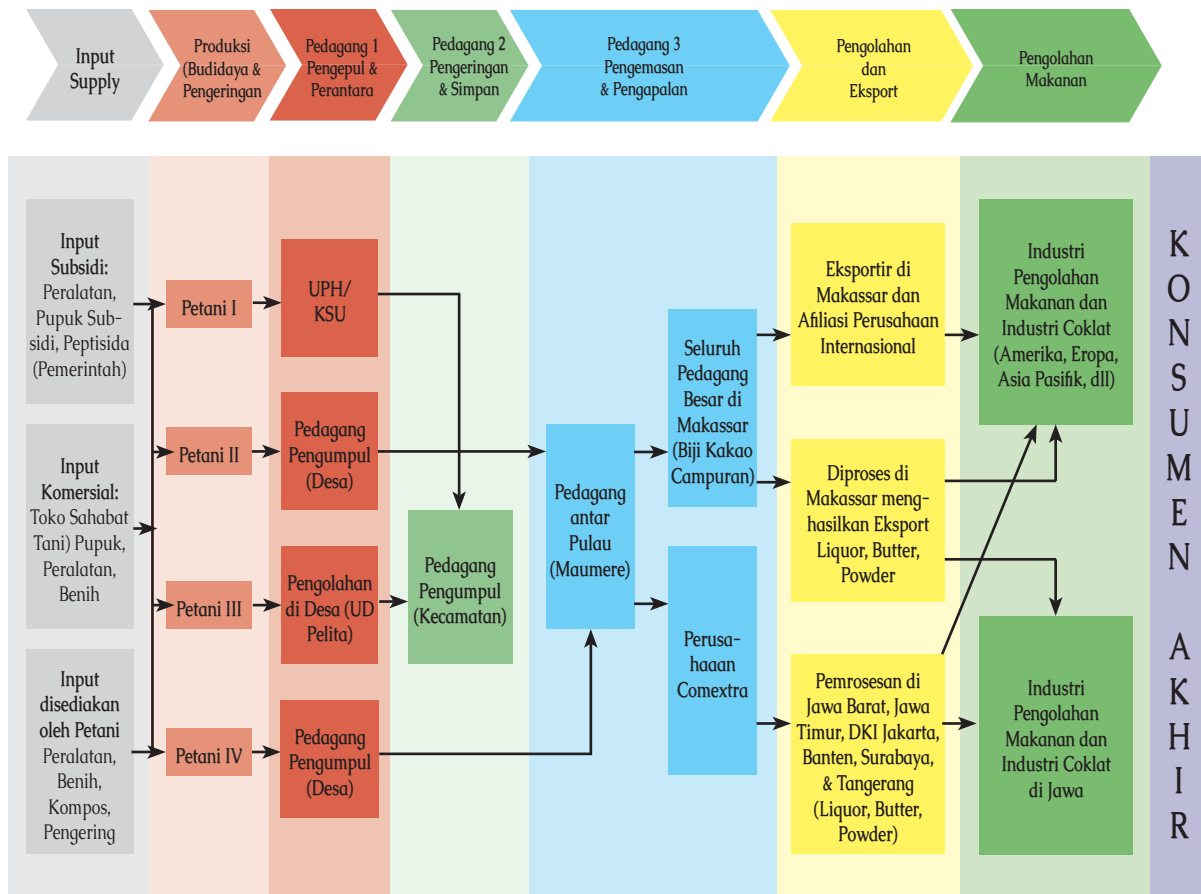 Input
Supply
Produksi
(Budidaya &
Pengeringan
Pedagang 1
Pengepul &
Perantara
Pedagang 2
Pengeringan
& Simpan
Pedagang 3
Pengemasan
& Pengapalan
Pengolahan
dan
Eksport
Pengolahan
Makanan
Input
Subsidi:
Peralatan,
Pupuk Sub-
sidi, Peptisida
(Pemerintah)
Input
Komersial:
Toko Sahabat
Tani) Pupuk,
Peralatan,
Benih
Input
disediakan
oleh Petani
Peralatan,
Benih,
Kompos,
Pengering
Petani I
Petani II
Petani III
Petani IV
UPH/
KSU
Pedagang
Pengumpul
(Desa)
Pengolahan
di Desa (UD
Pelita)
Pedagang
Pengumpul
(Desa)
Pedagang
Pengumpul
(Kecamatan)
Pedagang
antar
Pulau
(Maumere)
Seluruh
Pedagang
Besar di
Makassar
(Biji Kakao
Campuran)
Perusa-
haaan
Comextra
Eksportir di
Makassar dan
Afiliasi Perusahaan
Internasional
Diproses di
Makassar meng-
hasilkan Eksport
Liquor, Butter,
Powder
Pemrosesan di
Jawa Barat, Jawa
Timur, DKI Jakarta,
Banten, Surabaya,
& Tangerang
(Liquor, Butter,
Powder)
Industri
Pengolahan
Makanan dan
Industri Coklat
(Amerika, Eropa,
Asia Pasifik, dll)
Industri
Pengolahan
Makanan dan
Industri Coklat
di Jawa
KONSUMEN AKHIR